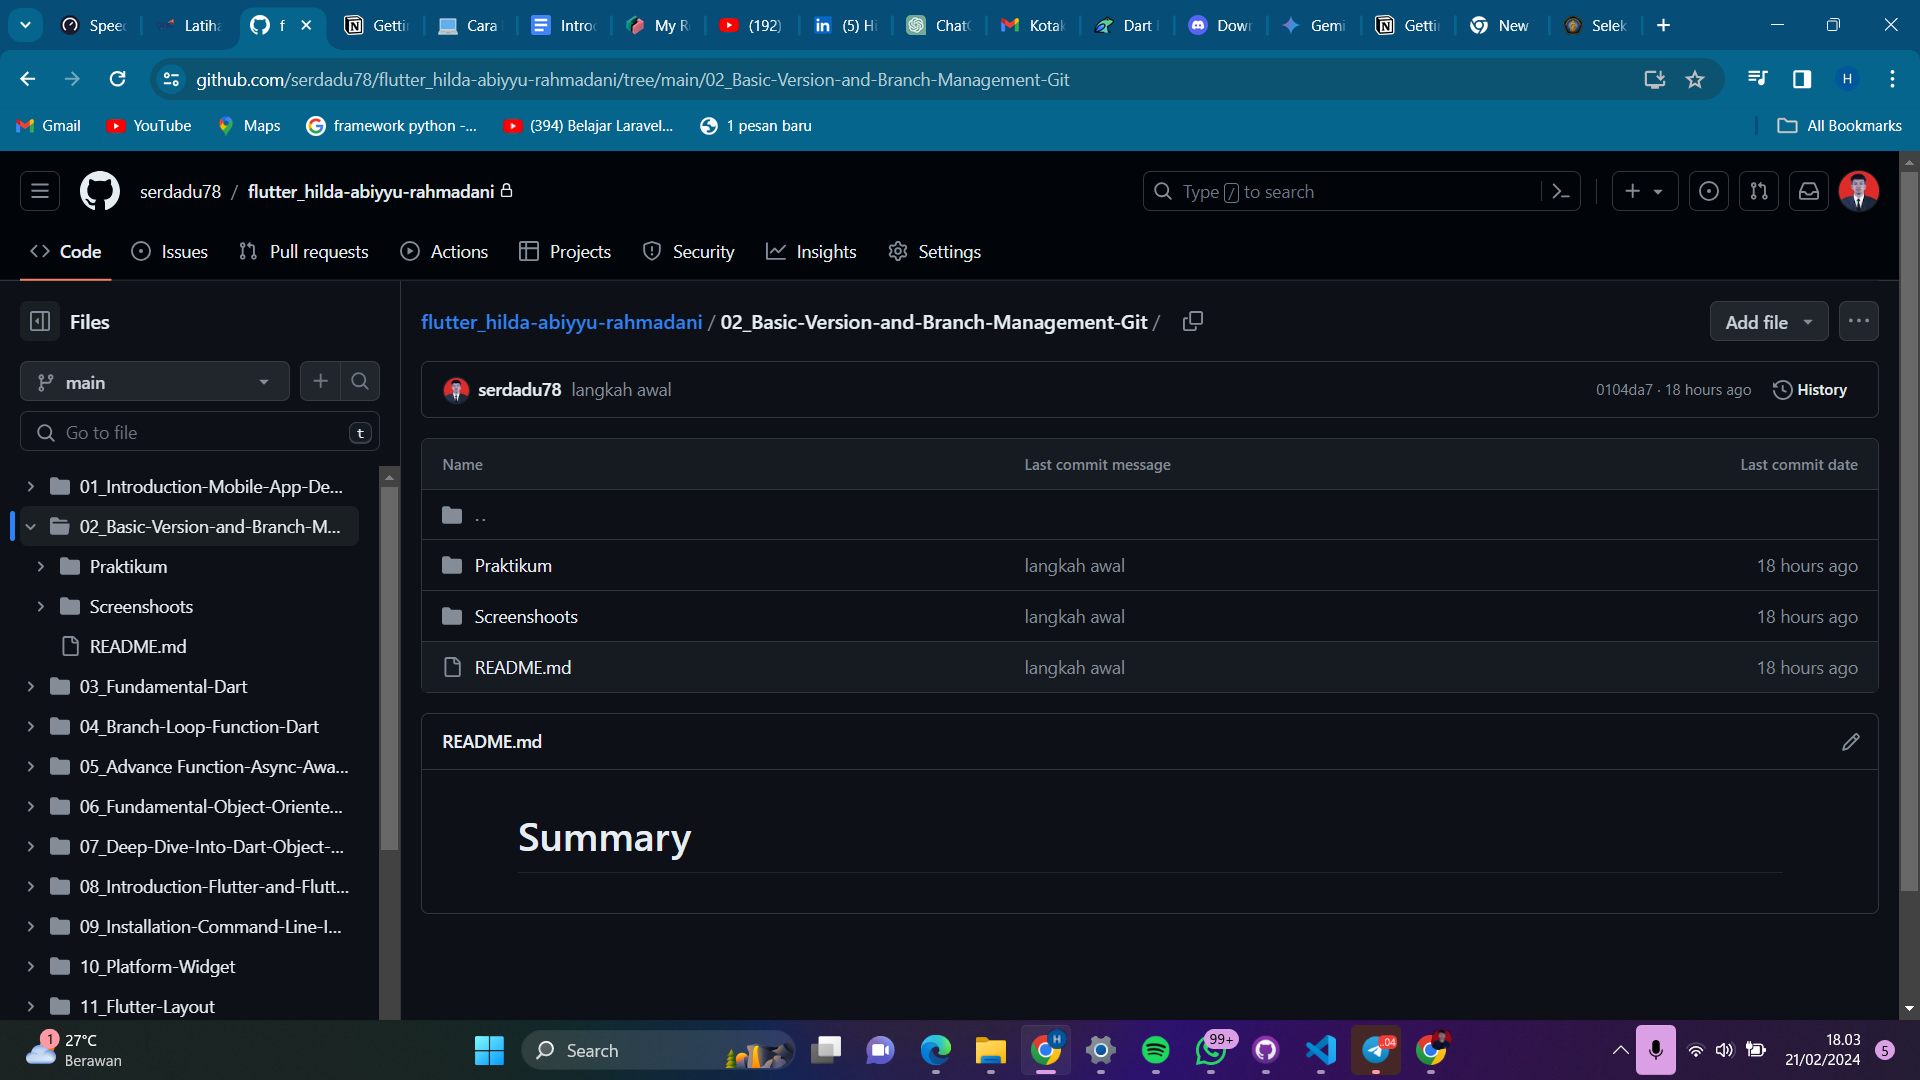 Speec
Latiha
f
Gettin
Cara
Introd
My Re
(192)
(5) Hi
ChatG
Kotak
Dart
Down
Gemi
Gettin
New
Selek
github.com/serdadu78/flutter_hilda-abiyyu-rahmadani/tree/main/02_Basic-Version-and-Branch-Management-Git
H
Gmail
YouTube
Maps
framework python -...
(394) Belajar Laravel...
1 pesan baru
All Bookmarks
serdadu78 / flutter_hilda-abiyyu-rahmadani
Type / to search
Code
Issues
Pull requests
Actions
Projects
Security
Insights
Settings
Files
main
Go to file
t
01_Introduction-Mobile-App-De...
02_Basic-Version-and-Branch-M...
Praktikum
Screenshoots
README.md
03_Fundamental-Dart
04_Branch-Loop-Function-Dart
05_Advance Function-Async-Awa...
06_Fundamental-Object-Oriente...
07_Deep-Dive-Into-Dart-Object-...
08_Introduction-Flutter-and-Flutt...
09_Installation-Command-Line-I...
10_Platform-Widget
11_Flutter-Layout
flutter_hilda-abiyyu-rahmadani / 02_Basic-Version-and-Branch-Management-Git /
Add file
serdadu78 langkah awal
0104da7 · 18 hours ago
History
Name Last commit message Last commit date
..
Praktikum langkah awal 18 hours ago
Screenshoots langkah awal 18 hours ago
README.md langkah awal 18 hours ago
README.md
Summary
1
27°C
Berawan
Search
H
99+
.04
18.03
21/02/2024
5